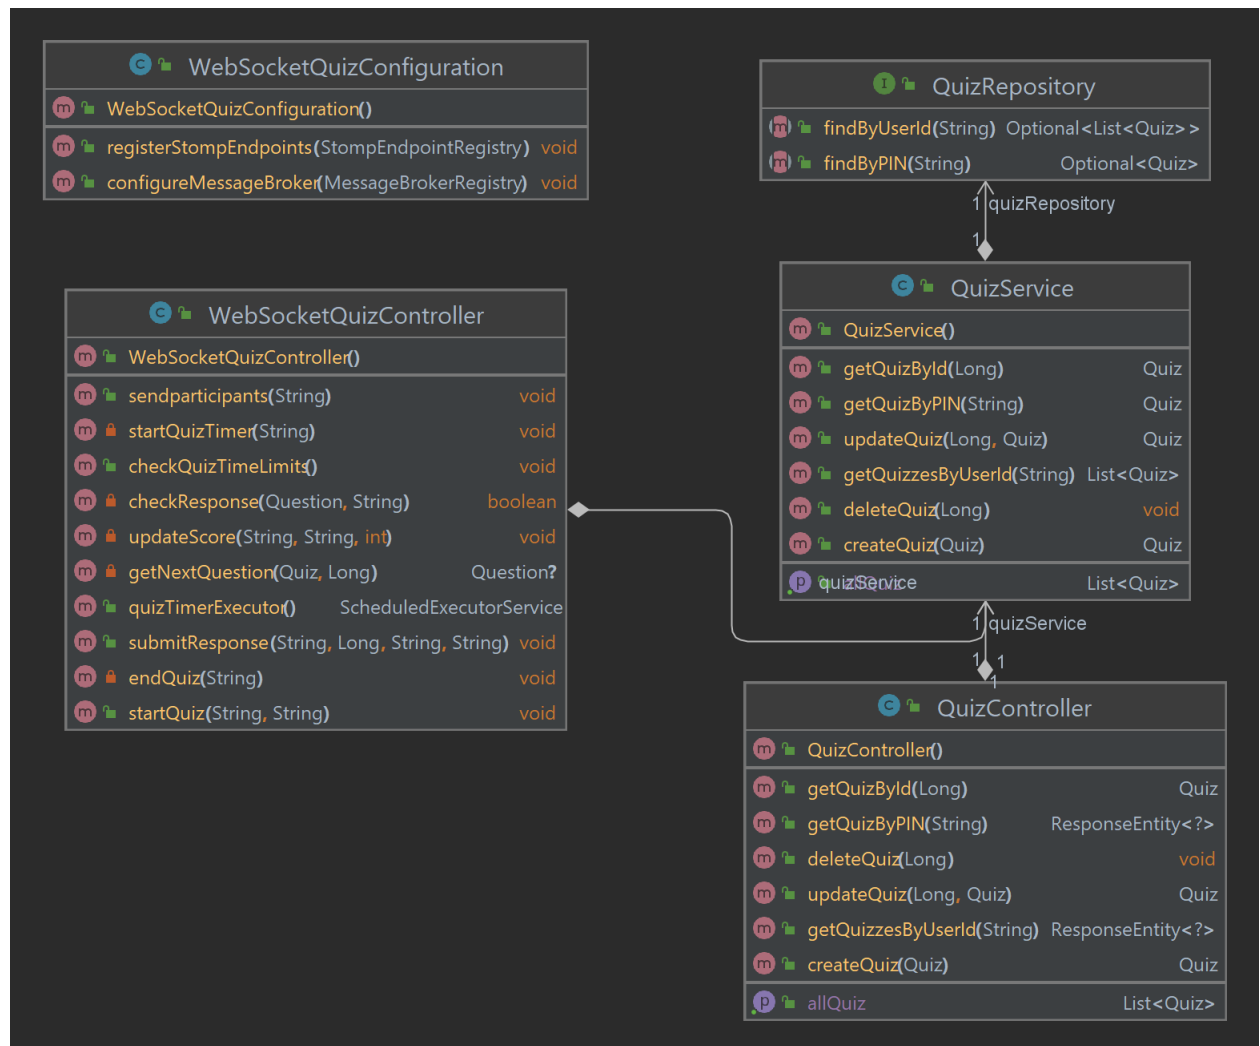 WebSocketQuizConfiguration
WebSocketQuizConfiguration()
registerStompEndpoints(StompEndpointRegistry) void
configureMessageBroker(MessageBrokerRegistry) void
QuizRepository
findByUserId(String) Optional<List<Quiz>>
findByPIN(String) Optional<Quiz>
1 quizRepository
1
QuizService
QuizService()
getQuizById(Long) Quiz
getQuizByPIN(String) Quiz
updateQuiz(Long, Quiz) Quiz
getQuizzesByUserId(String) List<Quiz>
deleteQuiz(Long) void
createQuiz(Quiz) Quiz
quizService allQuiz List<Quiz>
WebSocketQuizController
WebSocketQuizController()
sendparticipants(String) void
startQuizTimer(String) void
checkQuizTimeLimits() void
checkResponse(Question, String) boolean
updateScore(String, String, int) void
getNextQuestion(Quiz, Long) Question?
quizTimerExecutor() ScheduledExecutorService
submitResponse(String, Long, String, String) void
endQuiz(String) void
startQuiz(String, String) void
1 quizService
1 1
1
QuizController
QuizController()
getQuizById(Long) Quiz
getQuizByPIN(String) ResponseEntity<?>
deleteQuiz(Long) void
updateQuiz(Long, Quiz) Quiz
getQuizzesByUserId(String) ResponseEntity<?>
createQuiz(Quiz) Quiz
allQuiz List<Quiz>